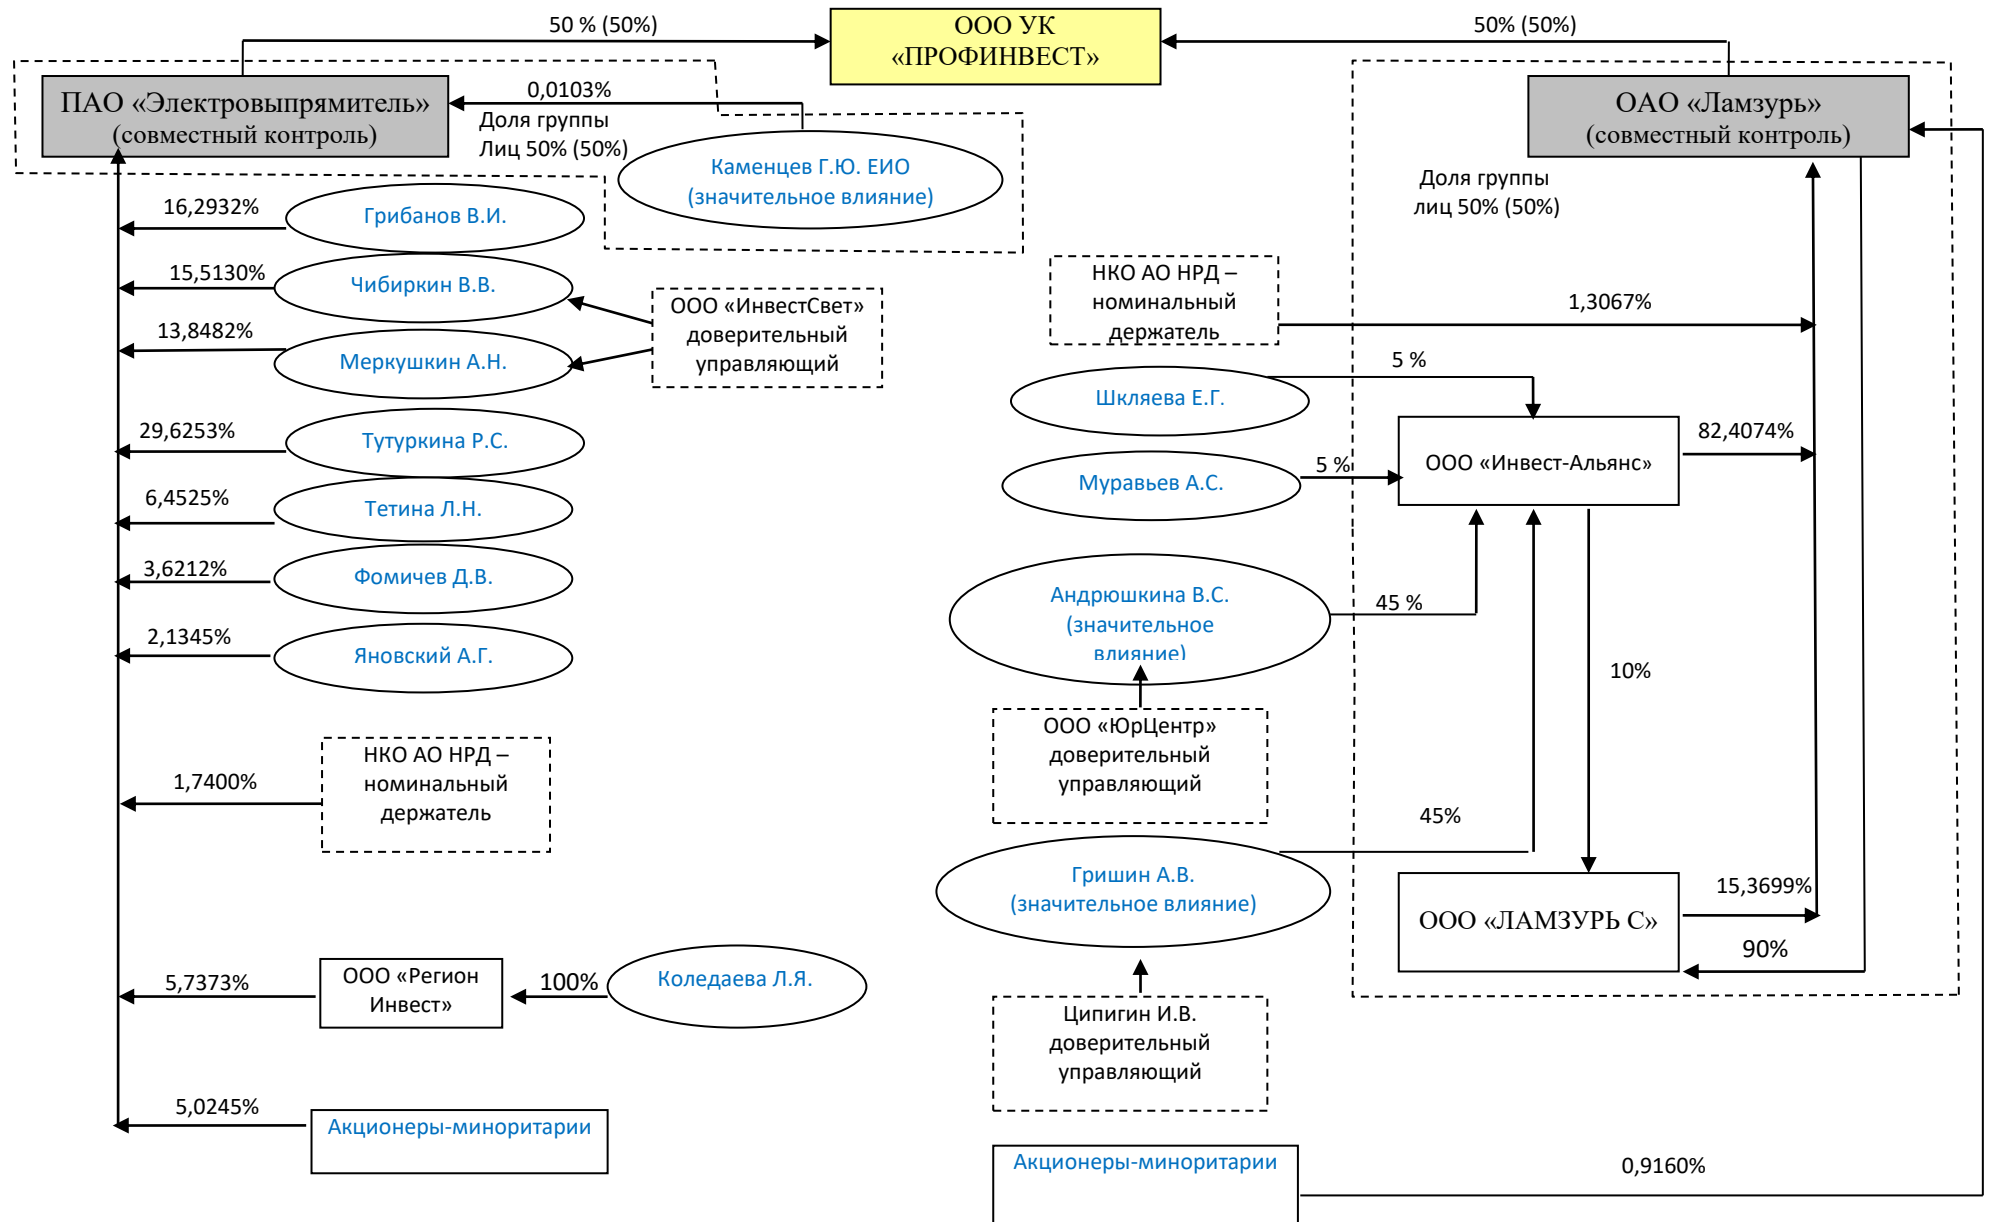 50 % (50%)
ООО УК
«ПРОФИНВЕСТ»
50% (50%)
ПАО «Электровыпрямитель»
(совместный контроль)
0,0103%
Доля группы
Лиц 50% (50%)
Каменцев Г.Ю. ЕИО
(значительное влияние)
ОАО «Ламзурь»
(совместный контроль)
Доля группы
лиц 50% (50%)
16,2932%
Грибанов В.И.
15,5130%
Чибиркин В.В.
13,8482%
Меркушкин А.Н.
ООО «ИнвестСвет»
доверительный
управляющий
29,6253%
Тутуркина Р.С.
6,4525%
Тетина Л.Н.
3,6212%
Фомичев Д.В.
2,1345%
Яновский А.Г.
1,7400%
НКО АО НРД –
номинальный
держатель
5,7373%
ООО «Регион
Инвест»
100%
Коледаева Л.Я.
5,0245%
Акционеры-миноритарии
НКО АО НРД –
номинальный
держатель
1,3067%
Шкляева Е.Г.
5 %
Муравьев А.С.
5 %
ООО «Инвест-Альянс»
82,4074%
Андрюшкина В.С.
(значительное
влияние)
45 %
10%
ООО «ЮрЦентр»
доверительный
управляющий
45%
Гришин А.В.
(значительное влияние)
ООО «ЛАМЗУРЬ С»
15,3699%
90%
Ципигин И.В.
доверительный
управляющий
Акционеры-миноритарии
0,9160%